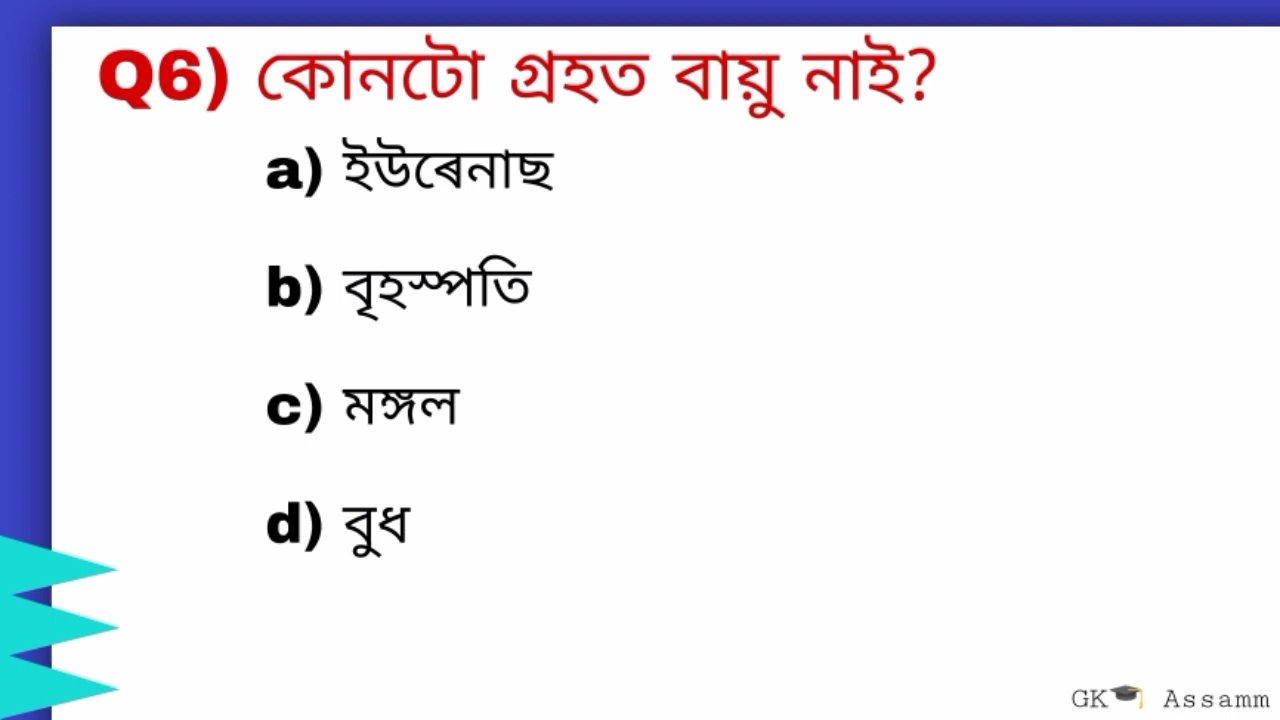 Q6) কোনটো গ্ৰহত বায়ু নাই?
a) ইউৰেনাছ
b) বৃহস্পতি
c) মঙ্গল
d) বুধ
GK Assamm